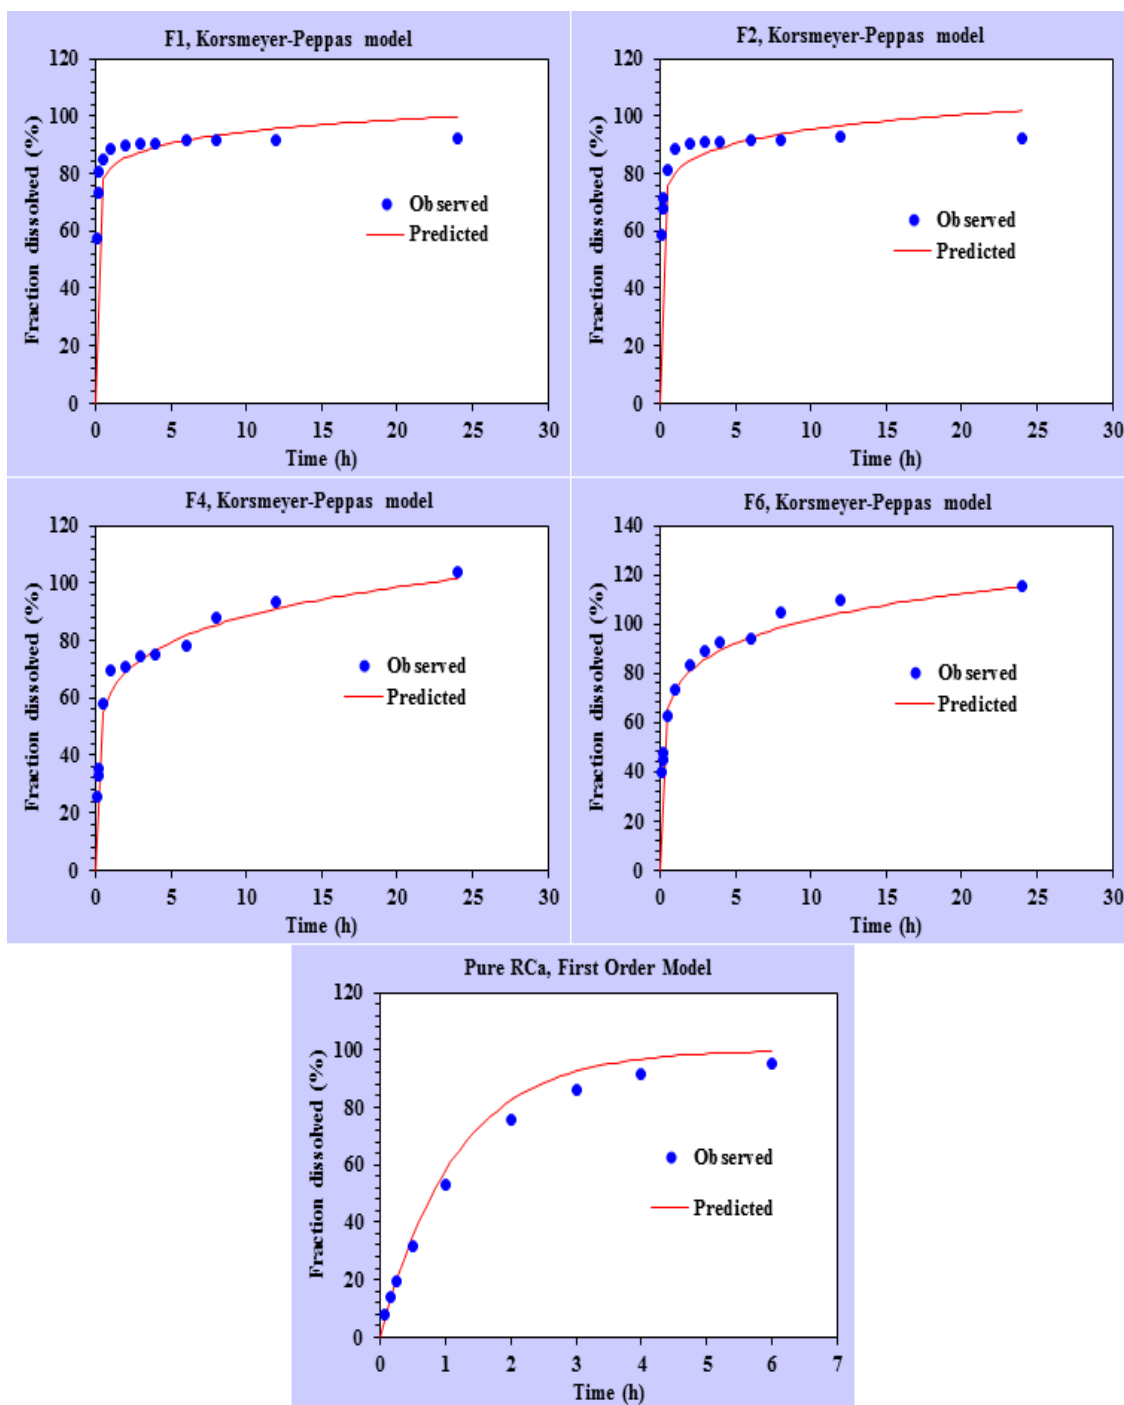 F1, Korsmeyer-Peppas model
Fraction dissolved (%)
120
100
80
60
40
20
0
Observed
Predicted
0 5 10 15 20 25 30
Time (h)
F2, Korsmeyer-Peppas model
Fraction dissolved (%)
120
100
80
60
40
20
0
Observed
Predicted
0 5 10 15 20 25 30
Time (h)
F4, Korsmeyer-Peppas model
Fraction dissolved (%)
120
100
80
60
40
20
0
Observed
Predicted
0 5 10 15 20 25 30
Time (h)
F6, Korsmeyer-Peppas model
Fraction dissolved (%)
140
120
100
80
60
40
20
0
Observed
Predicted
0 5 10 15 20 25 30
Time (h)
Pure RCa, First Order Model
Fraction dissolved (%)
120
100
80
60
40
20
0
Observed
Predicted
0 1 2 3 4 5 6 7
Time (h)